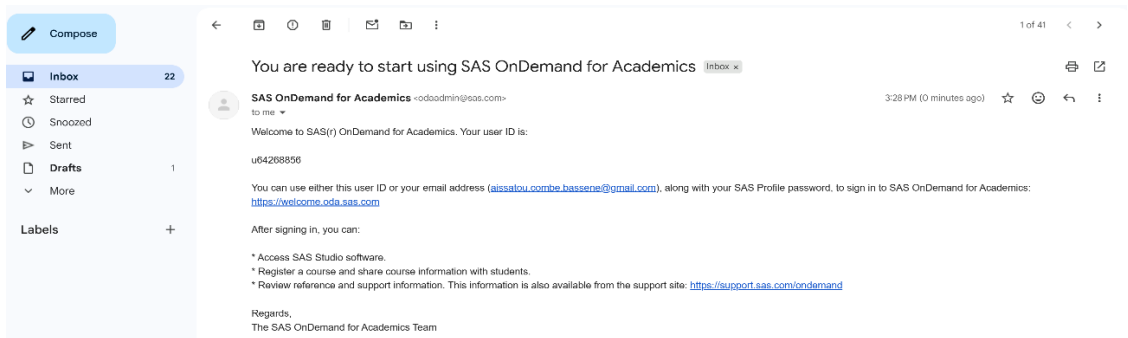 Compose
1 of 41
You are ready to start using SAS OnDemand for Academics Inbox ×
Inbox 22
Starred
Snoozed
Sent
Drafts 1
More
Labels +
SAS OnDemand for Academics <odaadmin@sas.com> 3:28 PM (0 minutes ago)
to me
Welcome to SAS(r) OnDemand for Academics. Your user ID is:
u64268856
You can use either this user ID or your email address (aissatou.combe.bassene@gmail.com), along with your SAS Profile password, to sign in to SAS OnDemand for Academics:
https://welcome.oda.sas.com
After signing in, you can:
* Access SAS Studio software.
* Register a course and share course information with students.
* Review reference and support information. This information is also available from the support site: https://support.sas.com/ondemand
Regards,
The SAS OnDemand for Academics Team